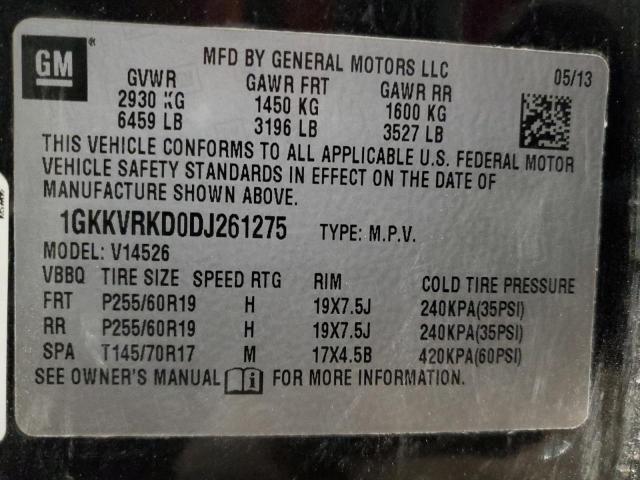 GM ® MFD BY GENERAL MOTORS LLC 05/13
GVWR GAWR FRT GAWR RR
2930 KG 1450 KG 1600 KG
6459 LB 3196 LB 3527 LB
THIS VEHICLE CONFORMS TO ALL APPLICABLE U.S. FEDERAL MOTOR
VEHICLE SAFETY STANDARDS IN EFFECT ON THE DATE OF
MANUFACTURE SHOWN ABOVE.
1GKKVRKD0DJ261275 TYPE: M.P.V.
MODEL: V14526
VBBQ TIRE SIZE SPEED RTG RIM COLD TIRE PRESSURE
FRT P255/60R19 H 19X7.5J 240KPA(35PSI)
RR P255/60R19 H 19X7.5J 240KPA(35PSI)
SPA T145/70R17 M 17X4.5B 420KPA(60PSI)
SEE OWNER'S MANUAL i FOR MORE INFORMATION.